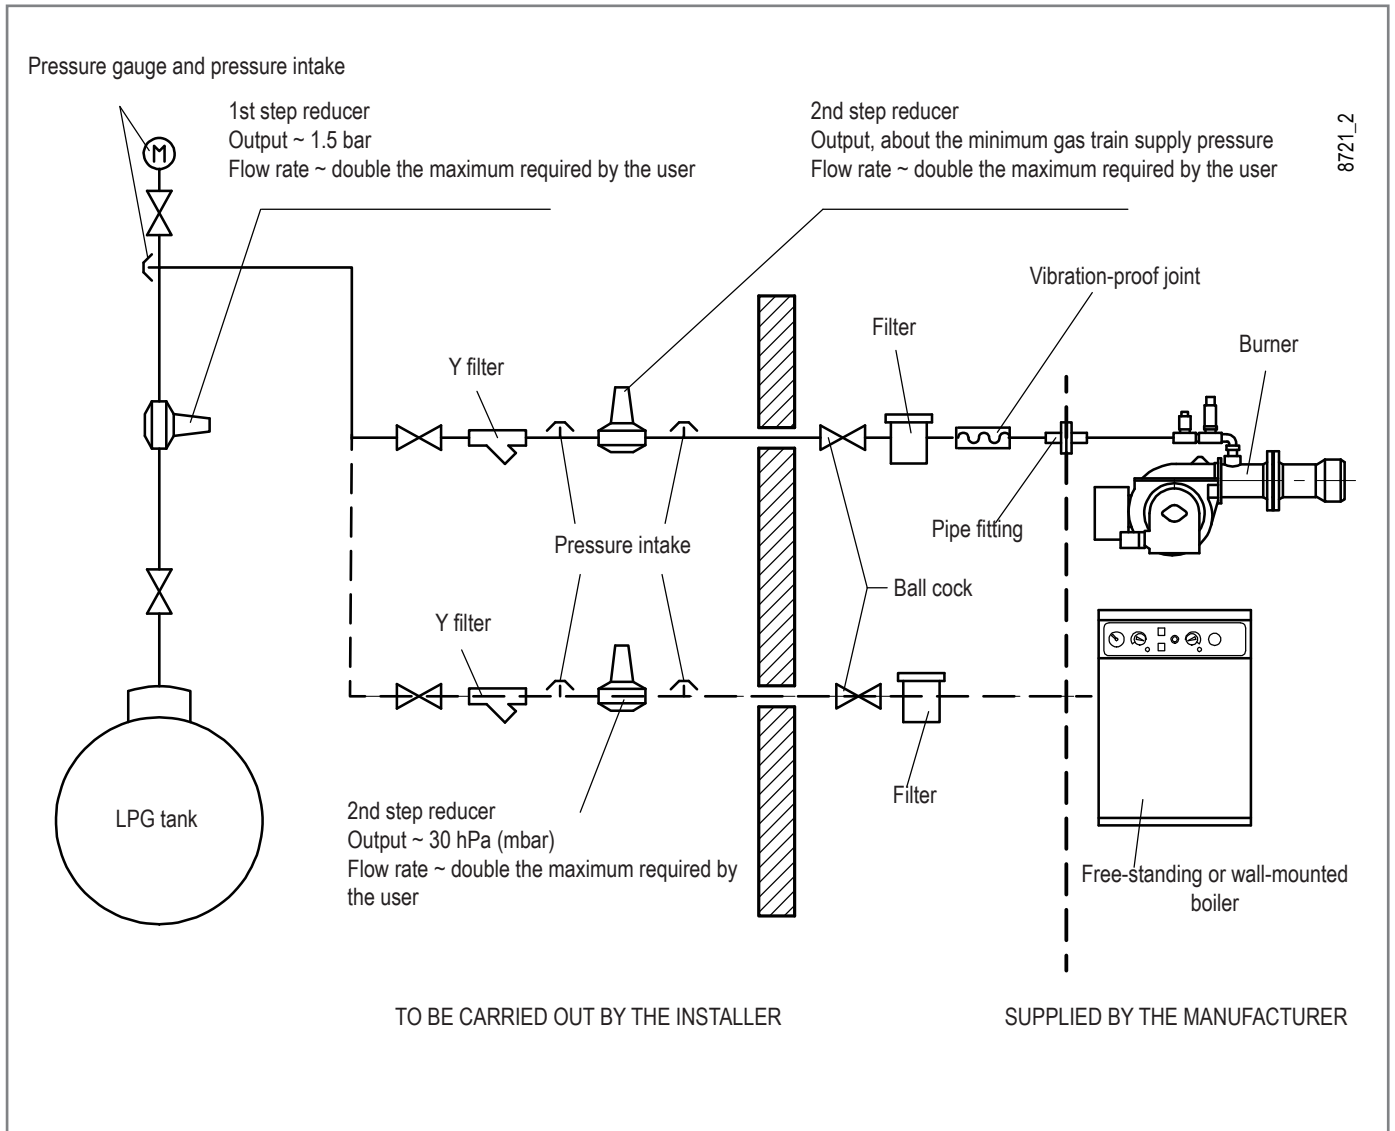 Pressure gauge and pressure intake
1st step reducer
Output ~ 1.5 bar
Flow rate ~ double the maximum required by the user
2nd step reducer
Output, about the minimum gas train supply pressure
Flow rate ~ double the maximum required by the user
8721_2
M
Vibration-proof joint
Filter
Burner
Y filter
Pipe fitting
Pressure intake
Ball cock
Y filter
Filter
LPG tank
2nd step reducer
Output ~ 30 hPa (mbar)
Flow rate ~ double the maximum required by
the user
Free-standing or wall-mounted
boiler
TO BE CARRIED OUT BY THE INSTALLER
SUPPLIED BY THE MANUFACTURER